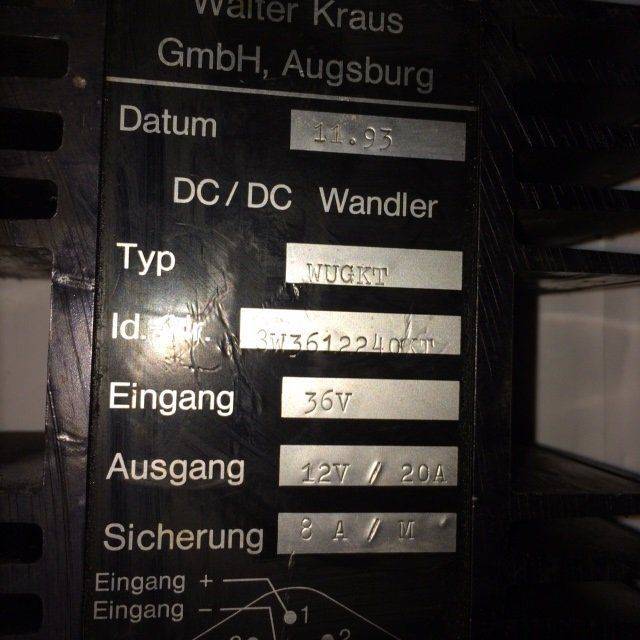 Walter Kraus
GmbH, Augsburg
Datum 11.93
DC / DC Wandler
Typ WUGKT
Id. Nr.
Eingang 36V
Ausgang 12V / 20A
Sicherung 8 A / M
Eingang +
Eingang – 1
2